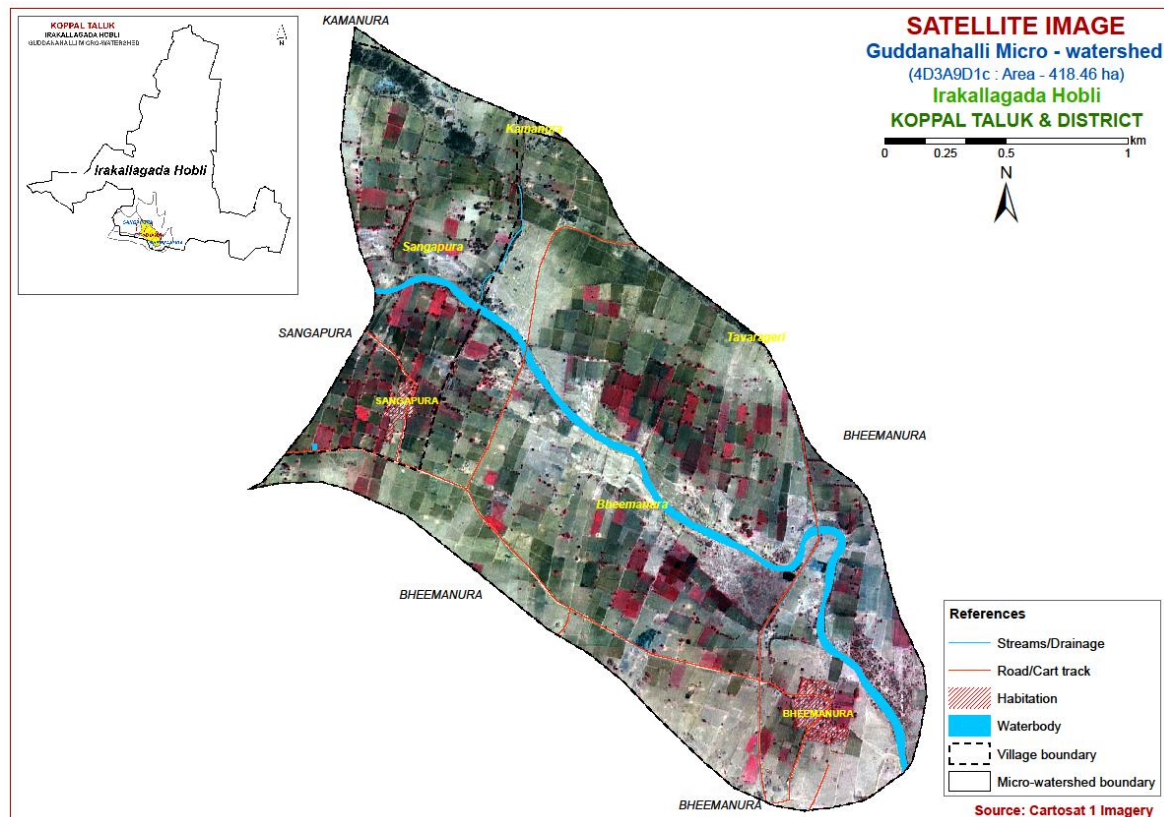 KOPPAL TALUK
IRAKALLAGADA HOBLI
GUDDANAHALLI MICRO-WATERSHED
N
Irakallagada Hobli
SANGAPURA
KAMANURA
SATELLITE IMAGE
Guddanahalli Micro - watershed
(4D3A9D1c : Area - 418.46 ha)
Irakallagada Hobli
KOPPAL TALUK & DISTRICT
km
0 0.25 0.5 1
N
Kamanura
Sangapura
SANGAPURA
Tavarageri
SANGAPURA
BHEEMANURA
Bheemanura
BHEEMANURA
BHEEMANURA
BHEEMANURA
References
Streams/Drainage
Road/Cart track
Habitation
Waterbody
Village boundary
Micro-watershed boundary
Source: Cartosat 1 Imagery